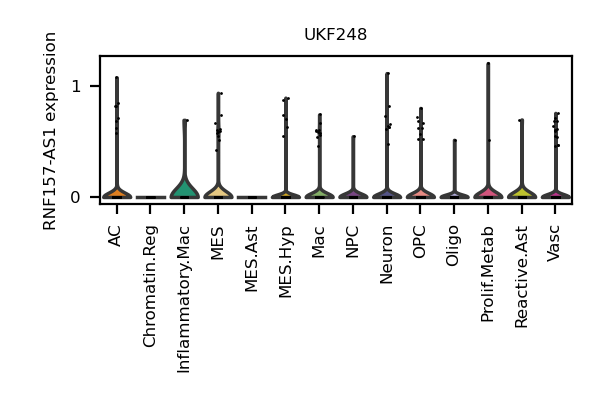 UKF248
RNF157-AS1 expression
1
0
AC
Chromatin.Reg
Inflammatory.Mac
MES
MES.Ast
MES.Hyp
Mac
NPC
Neuron
OPC
Oligo
Prolif.Metab
Reactive.Ast
Vasc